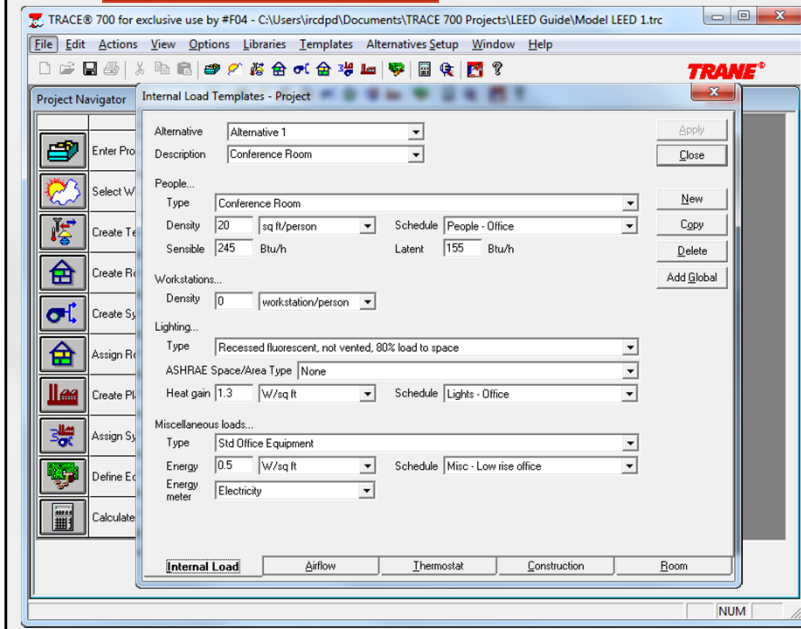 TRACE® 700 for exclusive use by #F04 - C:\Users\ircdpd\Documents\TRACE 700 Projects\LEED Guide\Model LEED 1.trc
File Edit Actions View Options Libraries Templates Alternatives Setup Window Help
TRANE®
Project Navigator
Internal Load Templates - Project
Alternative Alternative 1 Apply
Description Conference Room Close
People...
Type Conference Room New
Density 20 sq ft/person Schedule People - Office Copy
Sensible 245 Btu/h Latent 155 Btu/h Delete
Workstations... Add Global
Density 0 workstation/person
Lighting...
Type Recessed fluorescent, not vented, 80% load to space
ASHRAE Space/Area Type None
Heat gain 1.3 W/sq ft Schedule Lights - Office
Miscellaneous loads...
Type Std Office Equipment
Energy 0.5 W/sq ft Schedule Misc - Low rise office
Energy meter Electricity
Internal Load Airflow Thermostat Construction Room
Enter Pro
Select W
Create Te
Create Ro
Create Sy
Assign Ro
Create Pl
Assign Sy
Define Ec
Calculate
NUM